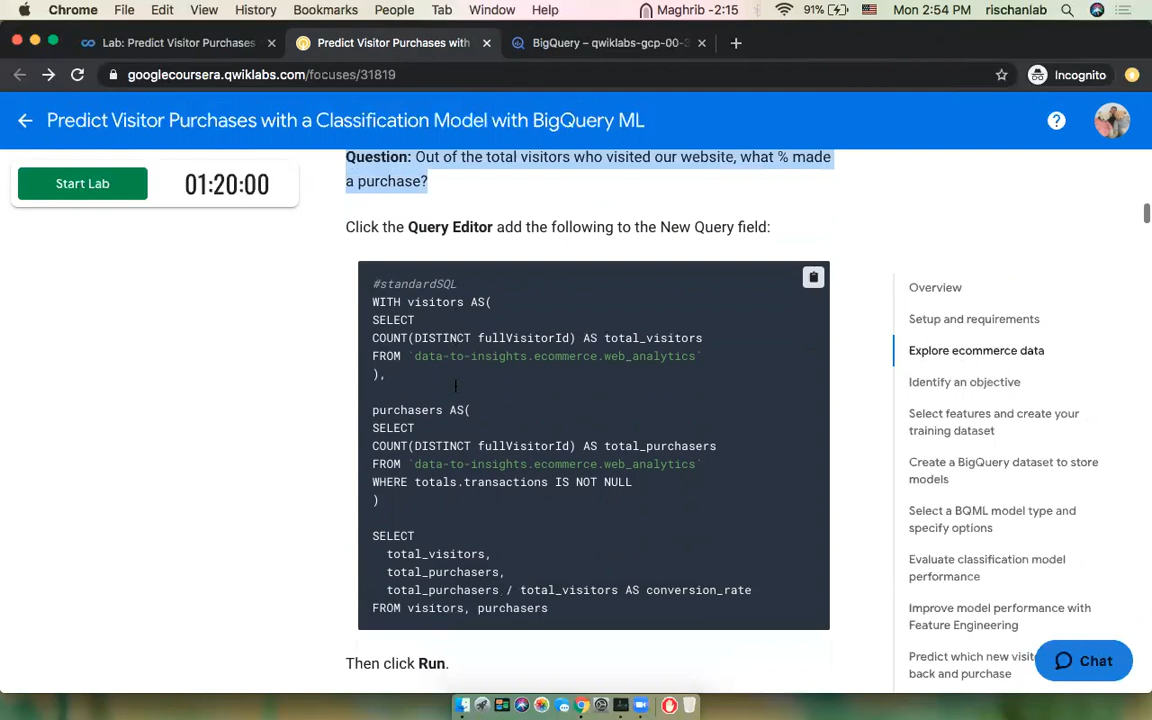 Chrome File Edit View History Bookmarks People Tab Window Help Maghrib -2:15 91% Mon 2:54 PM rischanlab
Lab: Predict Visitor Purchases Predict Visitor Purchases with BigQuery – qwiklabs-gcp-00-
googlecoursera.qwiklabs.com/focuses/31819 Incognito
Predict Visitor Purchases with a Classification Model with BigQuery ML
Start Lab 01:20:00
Question: Out of the total visitors who visited our website, what % made
a purchase?
Click the Query Editor add the following to the New Query field:
#standardSQL
WITH visitors AS(
SELECT
COUNT(DISTINCT fullVisitorId) AS total_visitors
FROM `data-to-insights.ecommerce.web_analytics`
),
purchasers AS(
SELECT
COUNT(DISTINCT fullVisitorId) AS total_purchasers
FROM `data-to-insights.ecommerce.web_analytics`
WHERE totals.transactions IS NOT NULL
)
SELECT
total_visitors,
total_purchasers,
total_purchasers / total_visitors AS conversion_rate
FROM visitors, purchasers
Then click Run.
Overview
Setup and requirements
Explore ecommerce data
Identify an objective
Select features and create your
training dataset
Create a BigQuery dataset to store
models
Select a BQML model type and
specify options
Evaluate classification model
performance
Improve model performance with
Feature Engineering
Predict which new visito
back and purchase
Chat